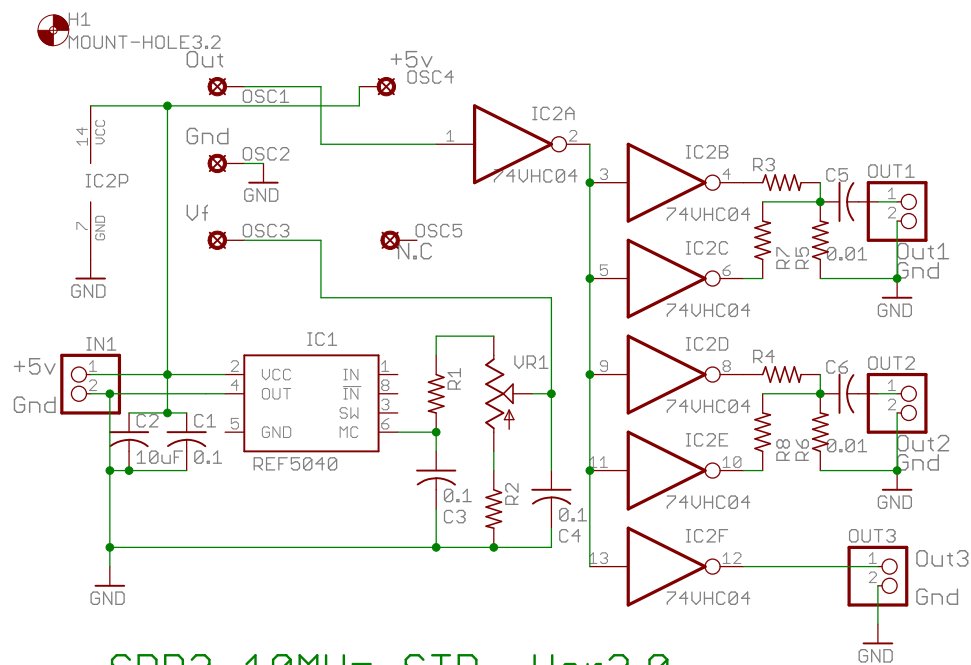 H1
MOUNT-HOLE3.2
Out
OSC1
+5v
OSC4
14
VCC
IC2P
7
GND
GND
Gnd
OSC2
GND
Vf
OSC3
OSC5
N.C
1
IC2A
2
74VHC04
3
IC2B
4
74VHC04
R3
C5
OUT1
1
2
Out1
Gnd
GND
5
IC2C
6
74VHC04
R7
R5
0.01
IN1
+5v
1
Gnd
2
C2
10uF
C1
0.1
GND
IC1
2
VCC
IN
1
4
OUT
IN
8
SW
3
5
GND
MC
6
REF5040
R1
VR1
0.1
C3
R2
0.1
C4
9
IC2D
8
74VHC04
R4
C6
OUT2
1
2
Out2
Gnd
GND
11
IC2E
10
74VHC04
R8
R6
0.01
13
IC2F
12
74VHC04
OUT3
1
2
Out3
Gnd
GND